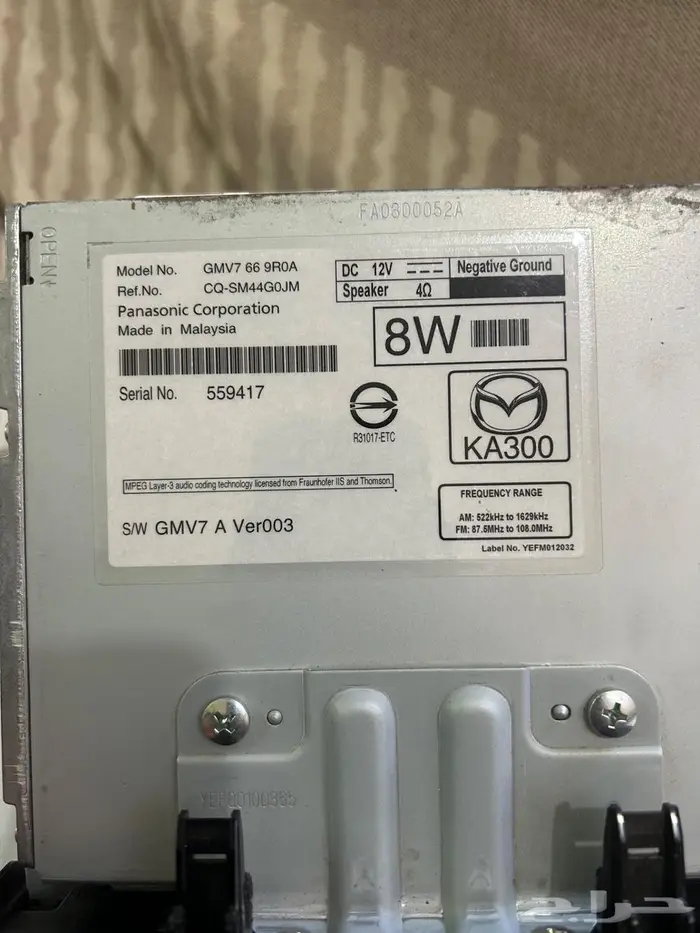 FA0800052A
OPEN
Model No. GMV7 66 9R0A
Ref.No. CQ-SM44G0JM
Panasonic Corporation
Made in Malaysia
DC 12V
Negative Ground
Speaker 4Ω
8W
Serial No. 559417
R31017-ETC
KA300
MPEG Layer-3 audio coding technology licensed from Fraunhofer IIS and Thomson.
FREQUENCY RANGE
AM: 522kHz to 1629kHz
FM: 87.5MHz to 108.0MHz
S/W GMV7 A Ver003
Label No. YEFM012032
حراج